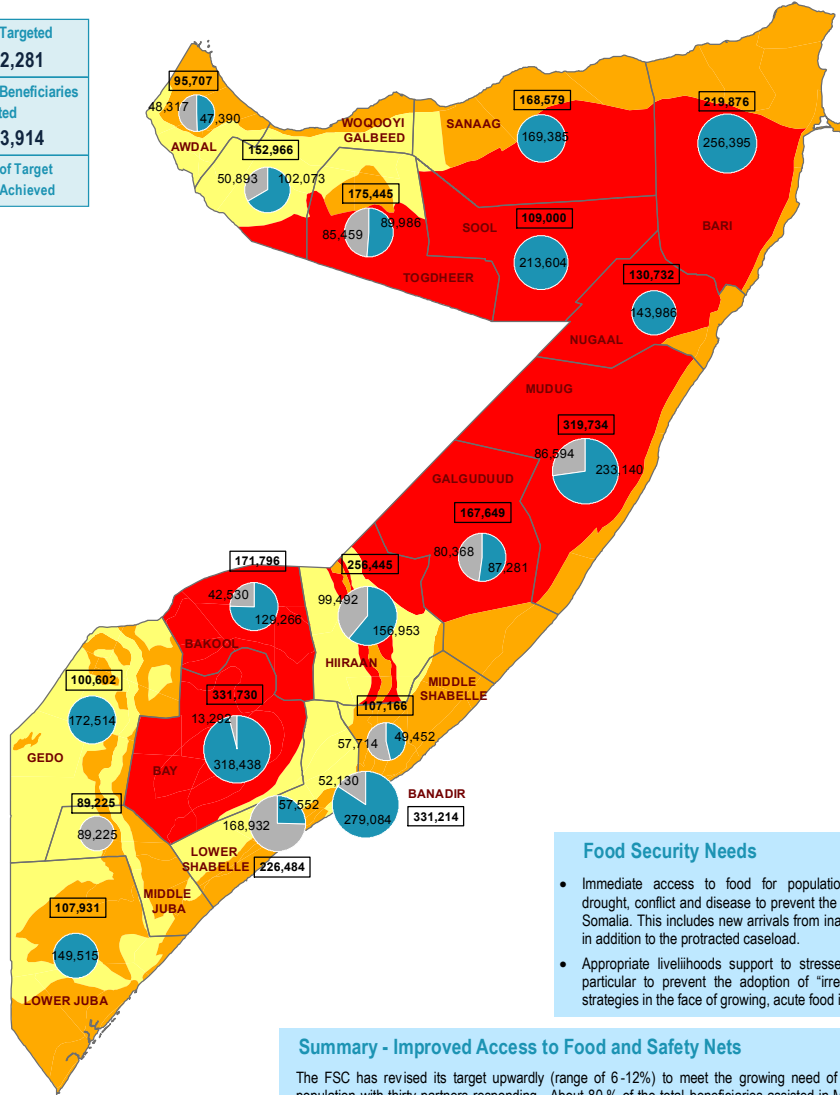 Targeted
2,281
Beneficiaries
ted
3,914
of Target
Achieved
95,707
48,317
47,390
AWDAL
152,966
50,893
102,073
WOQOOYI
GALBEED
175,445
85,459
89,986
TOGDHEER
SANAAG
168,579
169,385
SOOL
109,000
213,604
219,876
256,395
BARI
130,732
143,986
NUGAAL
MUDUG
319,734
86,594
233,140
GALGUDUUD
167,649
80,368
87,281
171,796
42,530
129,266
BAKOOL
256,445
99,492
156,953
HIIRAAN
MIDDLE
SHABELLE
107,166
57,714
49,452
100,602
172,514
GEDO
331,730
13,292
318,438
BAY
52,130
279,084
BANADIR
331,214
57,552
168,932
LOWER
SHABELLE
226,484
89,225
89,225
MIDDLE
JUBA
107,931
149,515
LOWER JUBA
Food Security Needs
• Immediate access to food for populatio
drought, conflict and disease to prevent the
Somalia. This includes new arrivals from ina
in addition to the protracted caseload.
• Appropriate liveliihoods support to stresse
particular to prevent the adoption of “irre
strategies in the face of growing, acute food i
Summary - Improved Access to Food and Safety Nets
The FSC has revised its target upwardly (range of 6-12%) to meet the growing need of